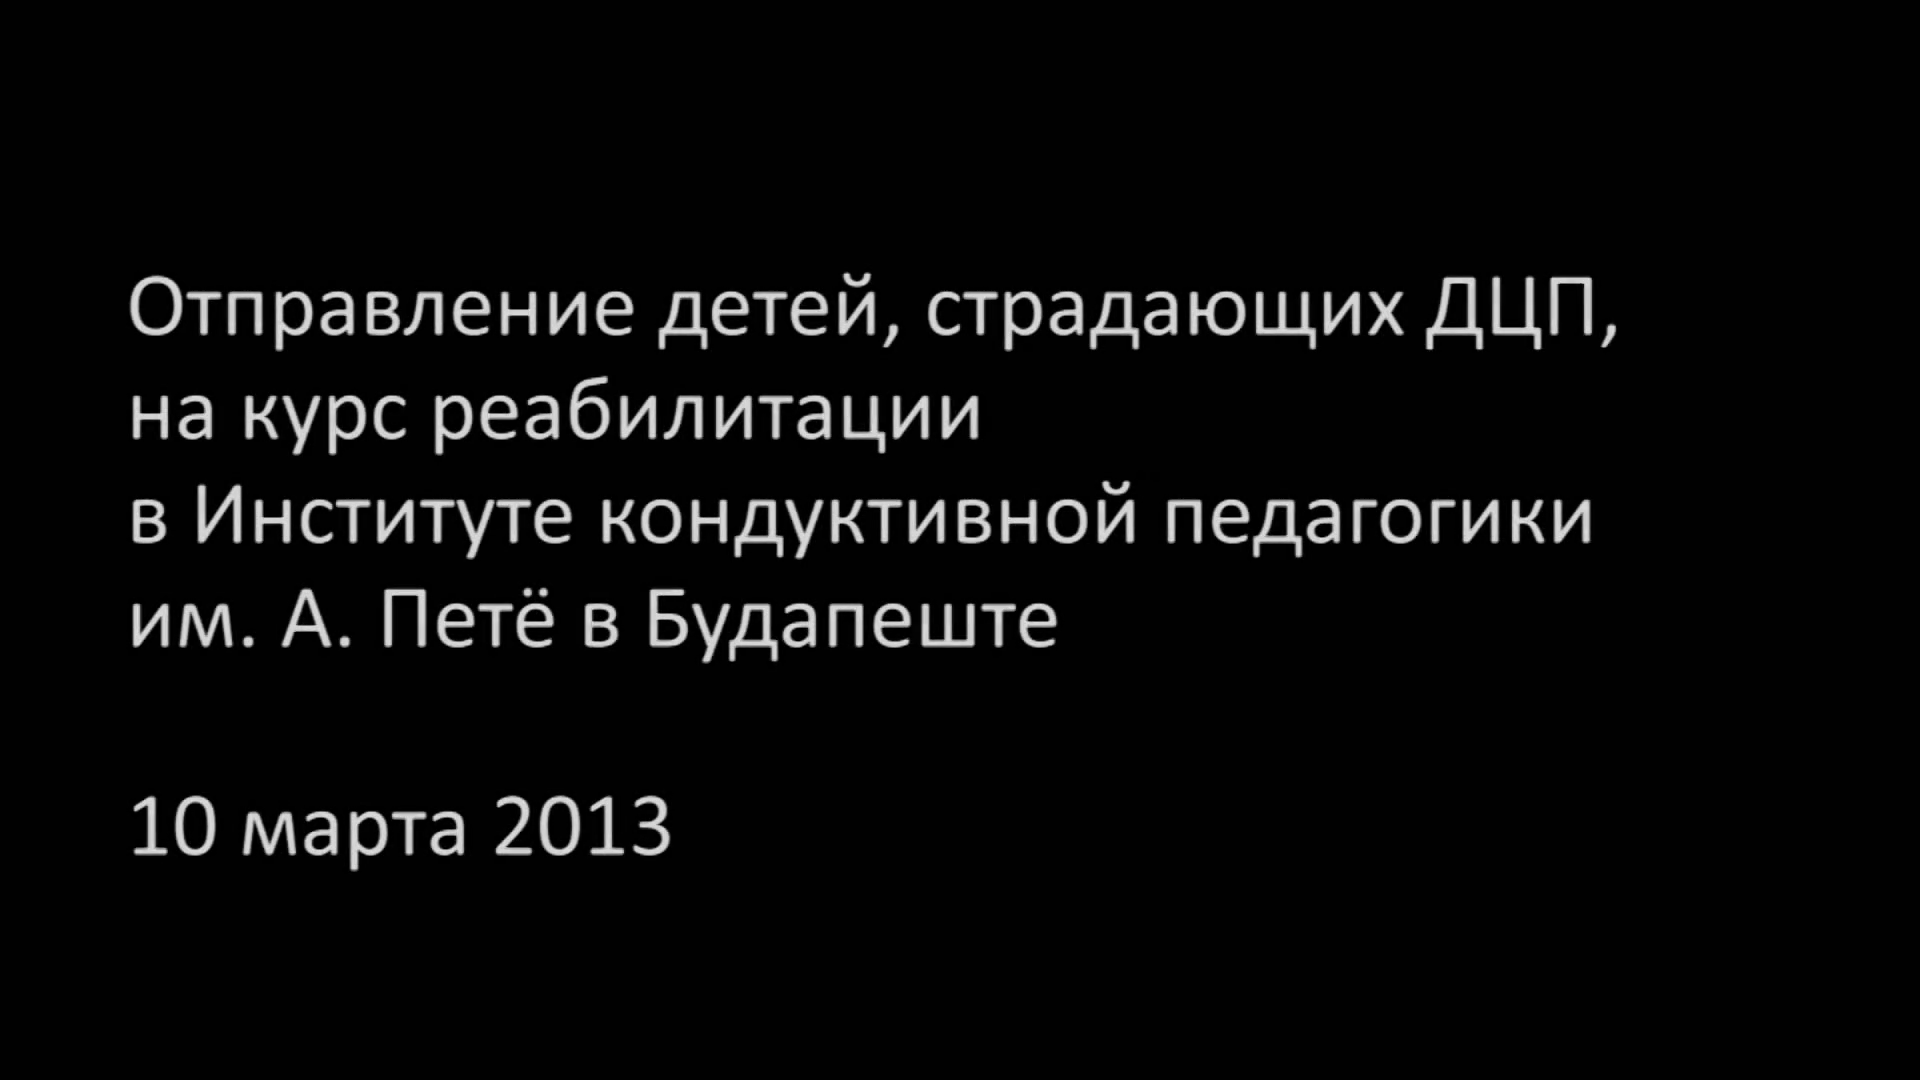 Отправление детей, страдающих ДЦП,
на курс реабилитации
в Институте кондуктивной педагогики
им. А. Петё в Будапеште
10 марта 2013